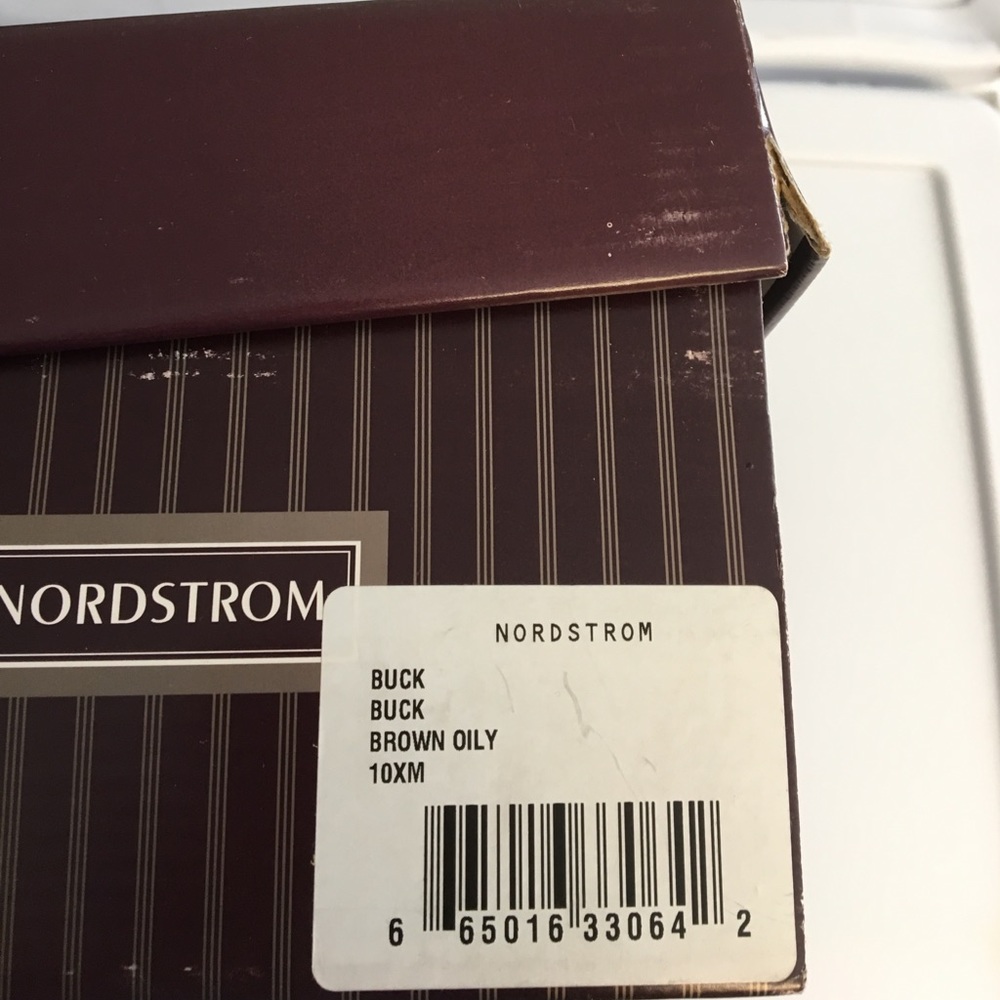 NORDSTROM
NORDSTROM
BUCK
BUCK
BROWN OILY
10XM
6 65016 33064 2